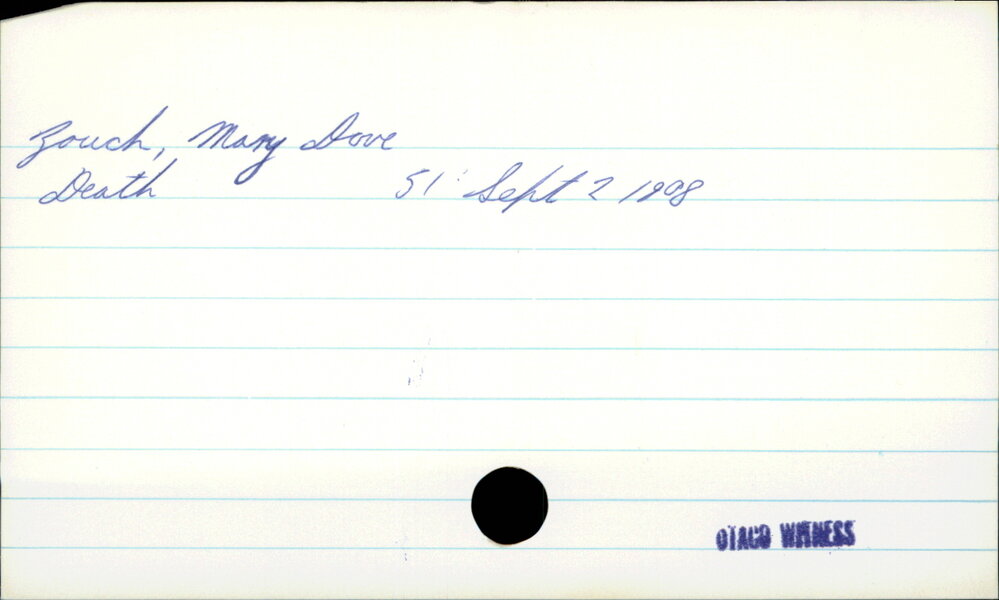 Zouch, Mary Dove
Death 51 Sept 2 1908
OTAGO WITNESS